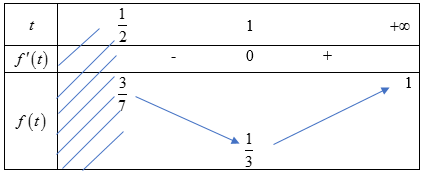 t 1/2 1 +∞
f'(t) - 0 +
f(t) 3/7 1/3 1